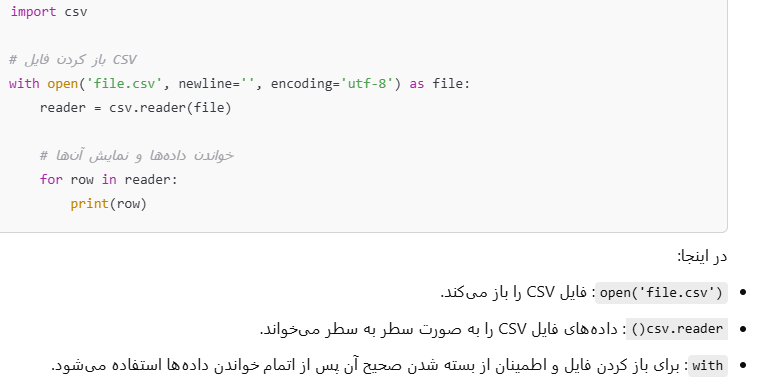 import csv
# باز کردن فایل CSV
with open('file.csv', newline='', encoding='utf-8') as file:
    reader = csv.reader(file)
    # خواندن داده‌ها و نمایش آن‌ها
    for row in reader:
        print(row)
در اینجا:
• open('file.csv'): فایل CSV را باز می‌کند.
• csv.reader(): داده‌های فایل CSV را به صورت سطر به سطر می‌خواند.
• with: برای باز کردن فایل و اطمینان از بسته شدن صحیح آن پس از اتمام خواندن داده‌ها استفاده می‌شود.